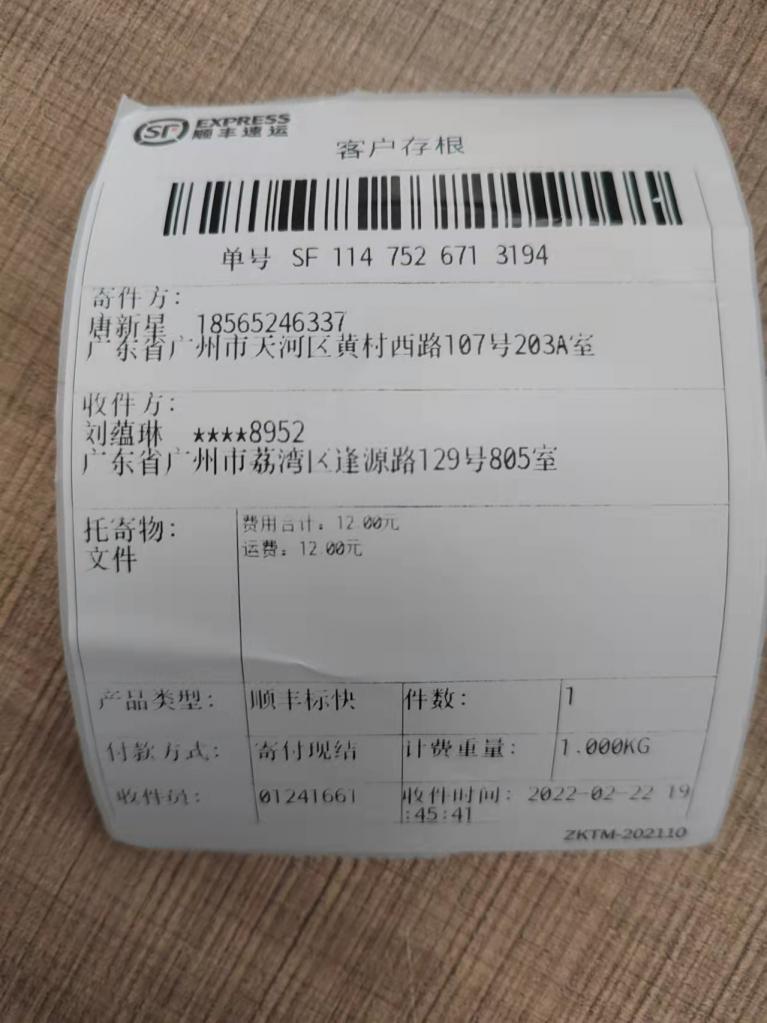 SF EXPRESS
顺丰速运
客户存根
单号 SF 114 752 671 3194
寄件方:
唐新星 18565246337
广东省广州市天河区黄村西路107号203A室
收件方:
刘蕴琳 ****8952
广东省广州市荔湾区逢源路129号805室
托寄物:
文件
费用合计: 12.00元
运费: 12.00元
产品类型: 顺丰标快 件数: 1
付款方式: 寄付现结 计费重量: 1.000KG
收件员: 01241661 收件时间: 2022-02-22 19
:45:41
ZKTM-202110